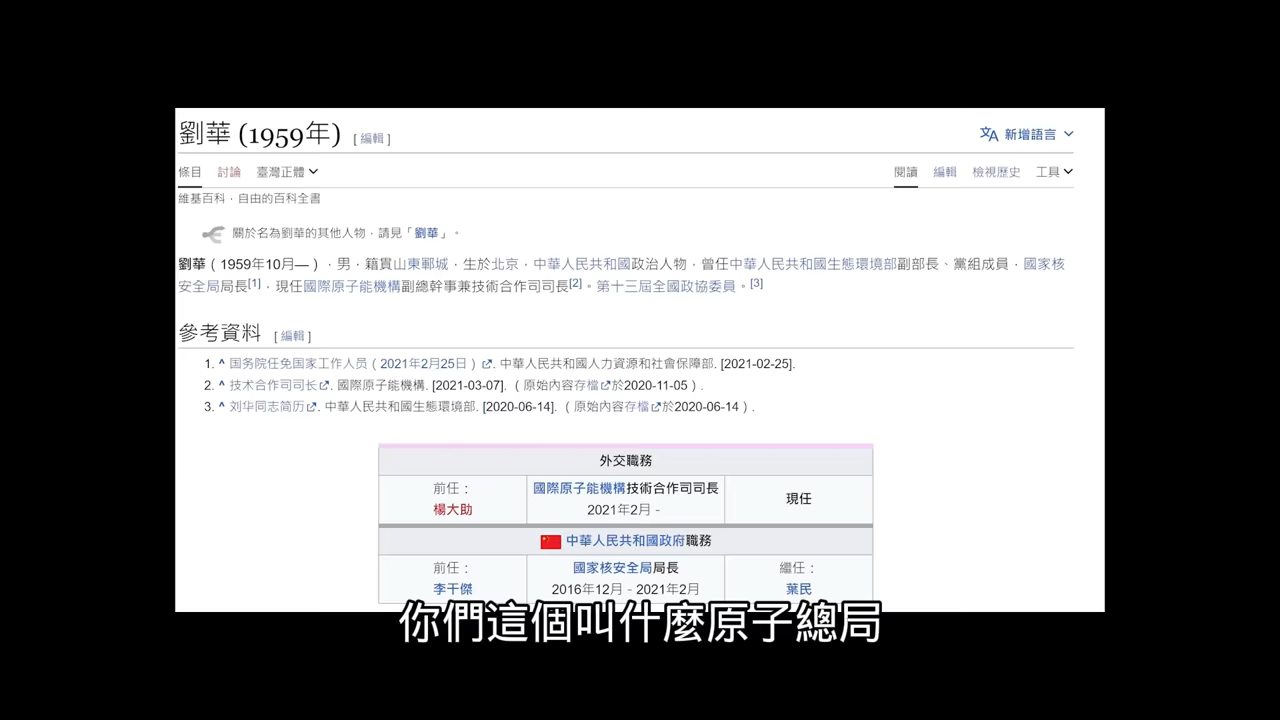 劉華 (1959年) [ 編輯 ]
文A 新增語言
條目 討論 臺灣正體 閱讀 編輯 檢視歷史 工具
維基百科，自由的百科全書
關於名為劉華的其他人物，請見「劉華」。
劉華（1959年10月—），男，籍貫山東鄆城，生於北京，中華人民共和國政治人物，曾任中華人民共和國生態環境部副部長、黨組成員，國家核
安全局局長[1]，現任國際原子能機構副總幹事兼技術合作司司長[2]。第十三屆全國政協委員。[3]
參考資料 [ 編輯 ]
1. ^ 国务院任免国家工作人员（2021年2月25日）. 中華人民共和國人力資源和社會保障部. [2021-02-25].
2. ^ 技术合作司司长. 國際原子能機構. [2021-03-07]. （原始內容存檔於2020-11-05）.
3. ^ 刘华同志简历. 中華人民共和國生態環境部. [2020-06-14]. （原始內容存檔於2020-06-14）.
外交職務
前任：
楊大助
國際原子能機構技術合作司司長
2021年2月 -
現任
中華人民共和國政府職務
前任：
李干傑
國家核安全局局長
2016年12月 - 2021年2月
繼任：
葉民
你們這個叫什麼原子總局